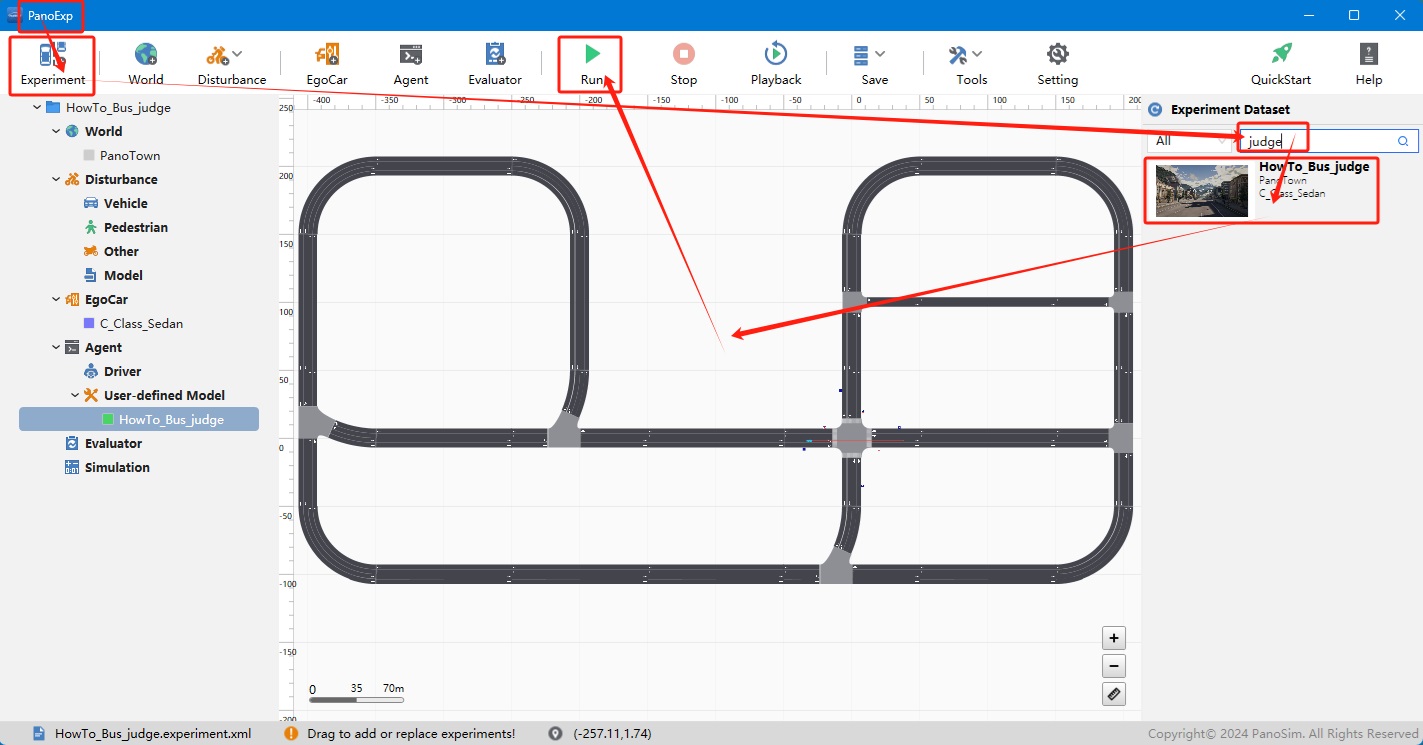 PanoExp
Experiment
World
Disturbance
EgoCar
Agent
Evaluator
Run
Stop
Playback
Save
Tools
Setting
QuickStart
Help
HowTo_Bus_judge
World
PanoTown
Disturbance
Vehicle
Pedestrian
Other
Model
EgoCar
C_Class_Sedan
Agent
Driver
User-defined Model
HowTo_Bus_judge
Evaluator
Simulation
-400 -350 -300 -250 -200 -150 -100 -50 0 50 100 150 200
250
200
150
100
50
0
-50
-100
-150
-200
0 35 70m
+
−
Experiment Dataset
All
judge
HowTo_Bus_judge
PanoTown
C_Class_Sedan
HowTo_Bus_judge.experiment.xml
Drag to add or replace experiments!
(-257.11,1.74)
Copyright© 2024 PanoSim. All Rights Reserved